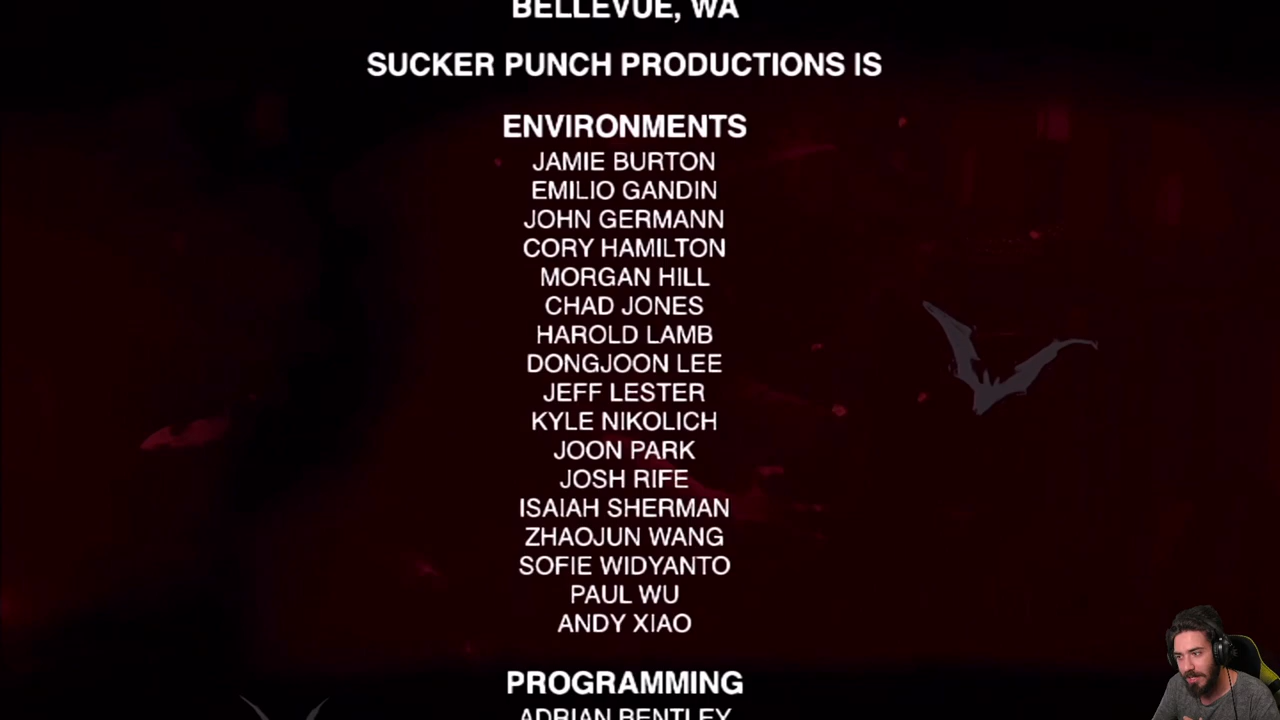 BELLEVUE, WA
SUCKER PUNCH PRODUCTIONS IS
ENVIRONMENTS
JAMIE BURTON
EMILIO GANDIN
JOHN GERMANN
CORY HAMILTON
MORGAN HILL
CHAD JONES
HAROLD LAMB
DONGJOON LEE
JEFF LESTER
KYLE NIKOLICH
JOON PARK
JOSH RIFE
ISAIAH SHERMAN
ZHAOJUN WANG
SOFIE WIDYANTO
PAUL WU
ANDY XIAO
PROGRAMMING
ADRIAN BENTLEY